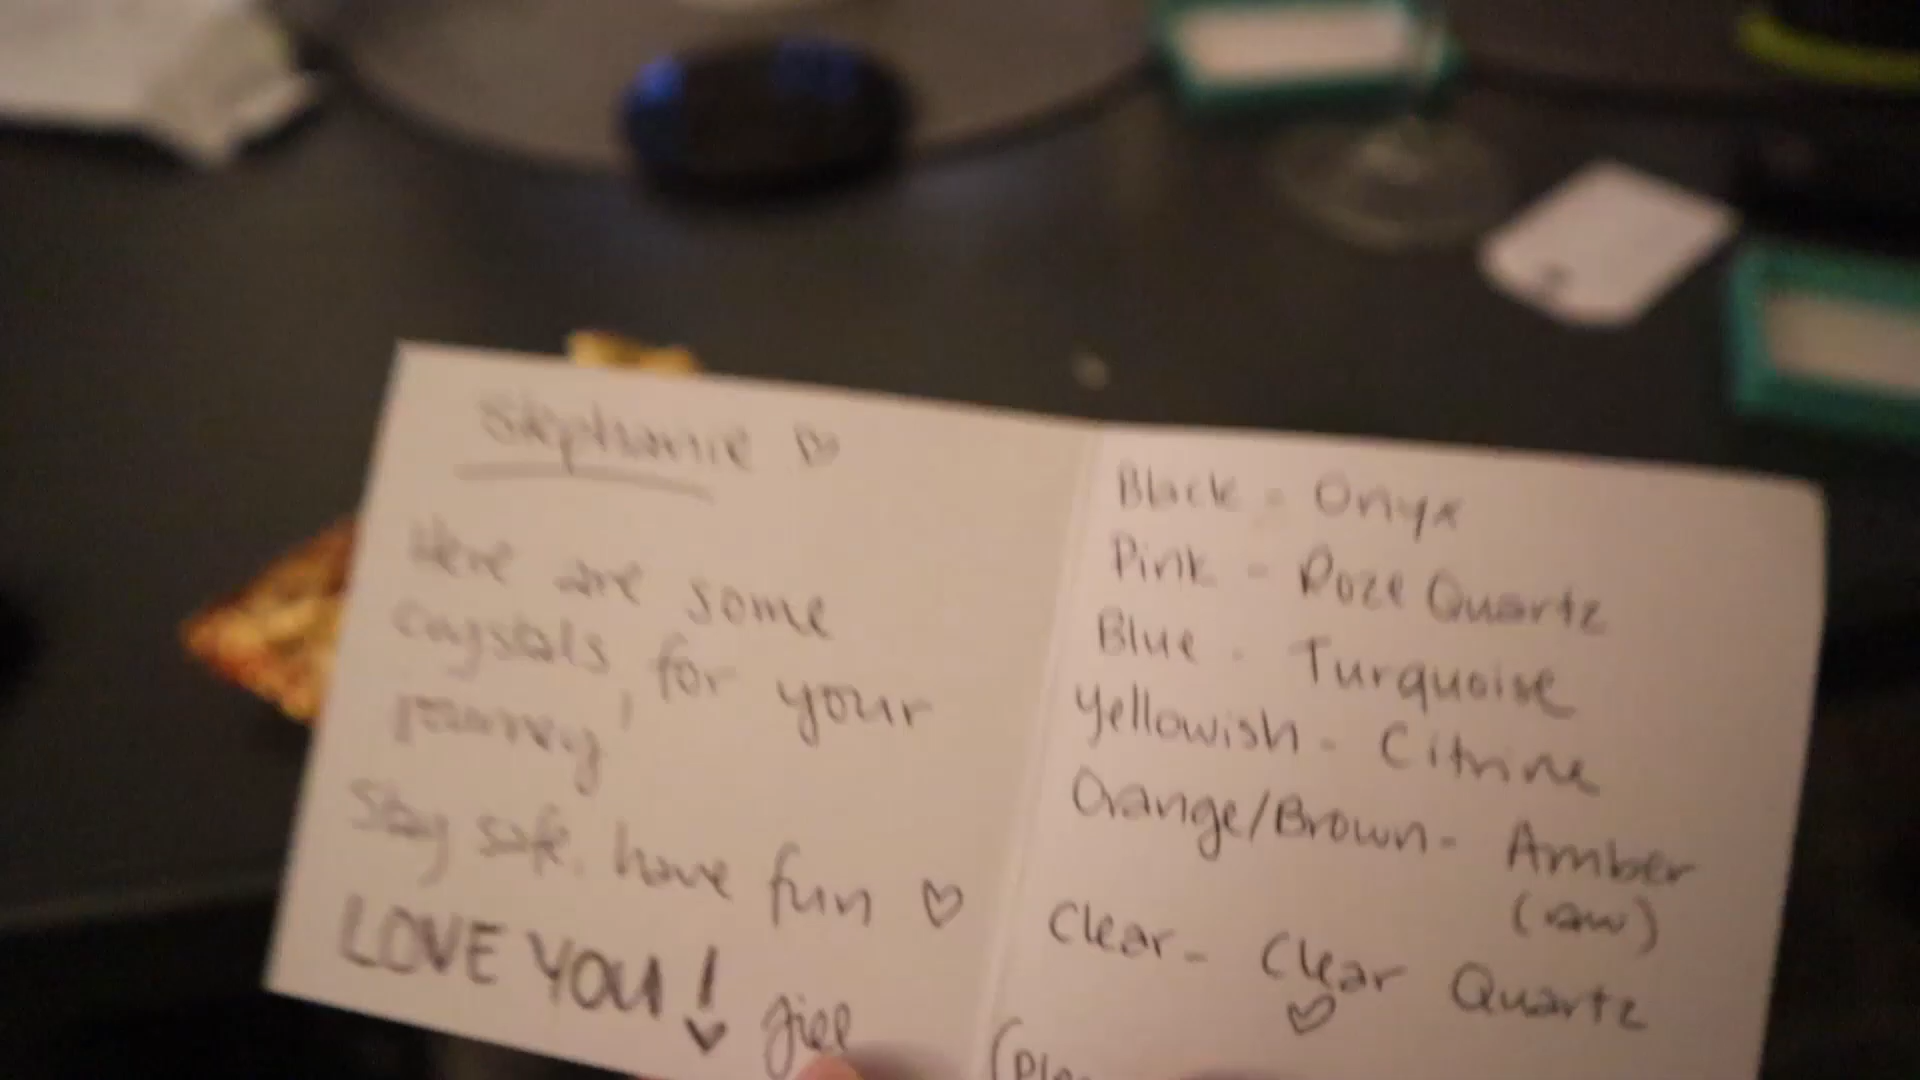 Stephanie ♡
Here are some
crystals, for your
journey!
Stay safe. have fun ♡
LOVE YOU!
Jill
Black - Onyx
Pink - Roze Quartz
Blue - Turquoise
Yellowish - Citrine
Orange/Brown - Amber
(raw)
Clear - Clear Quartz
♡